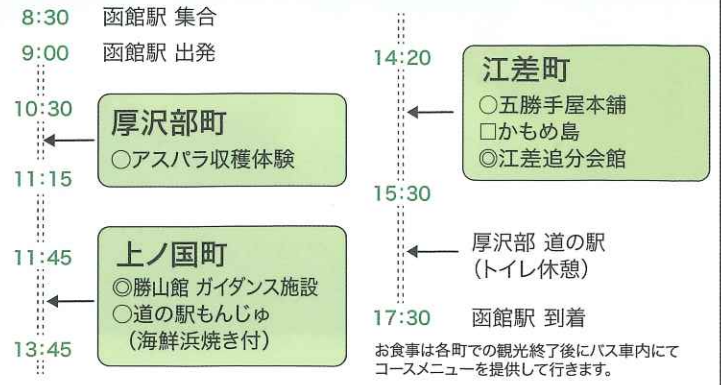 8:30 函館駅 集合
9:00 函館駅 出発
10:30
厚沢部町
○アスパラ収穫体験
11:15
11:45
上ノ国町
◎勝山館 ガイダンス施設
○道の駅もんじゅ
（海鮮浜焼き付）
13:45
14:20
江差町
○五勝手屋本舗
□かもめ島
◎江差追分会館
15:30
厚沢部 道の駅
（トイレ休憩）
17:30 函館駅 到着
お食事は各町での観光終了後にバス車内にて
コースメニューを提供して行きます。